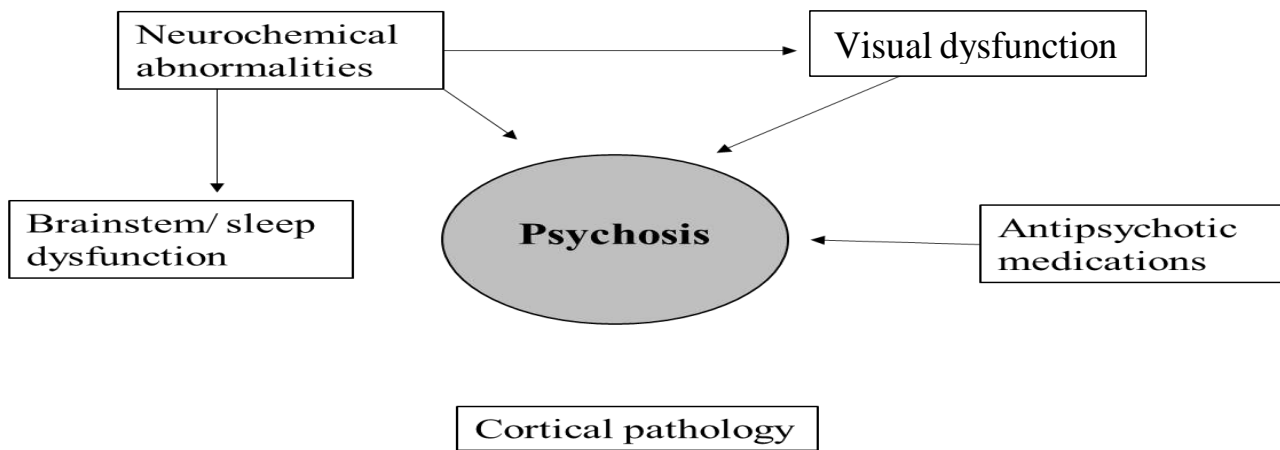 Neurochemical
abnormalities
Visual dysfunction
Brainstem/ sleep
dysfunction
Psychosis
Antipsychotic
medications
Cortical pathology